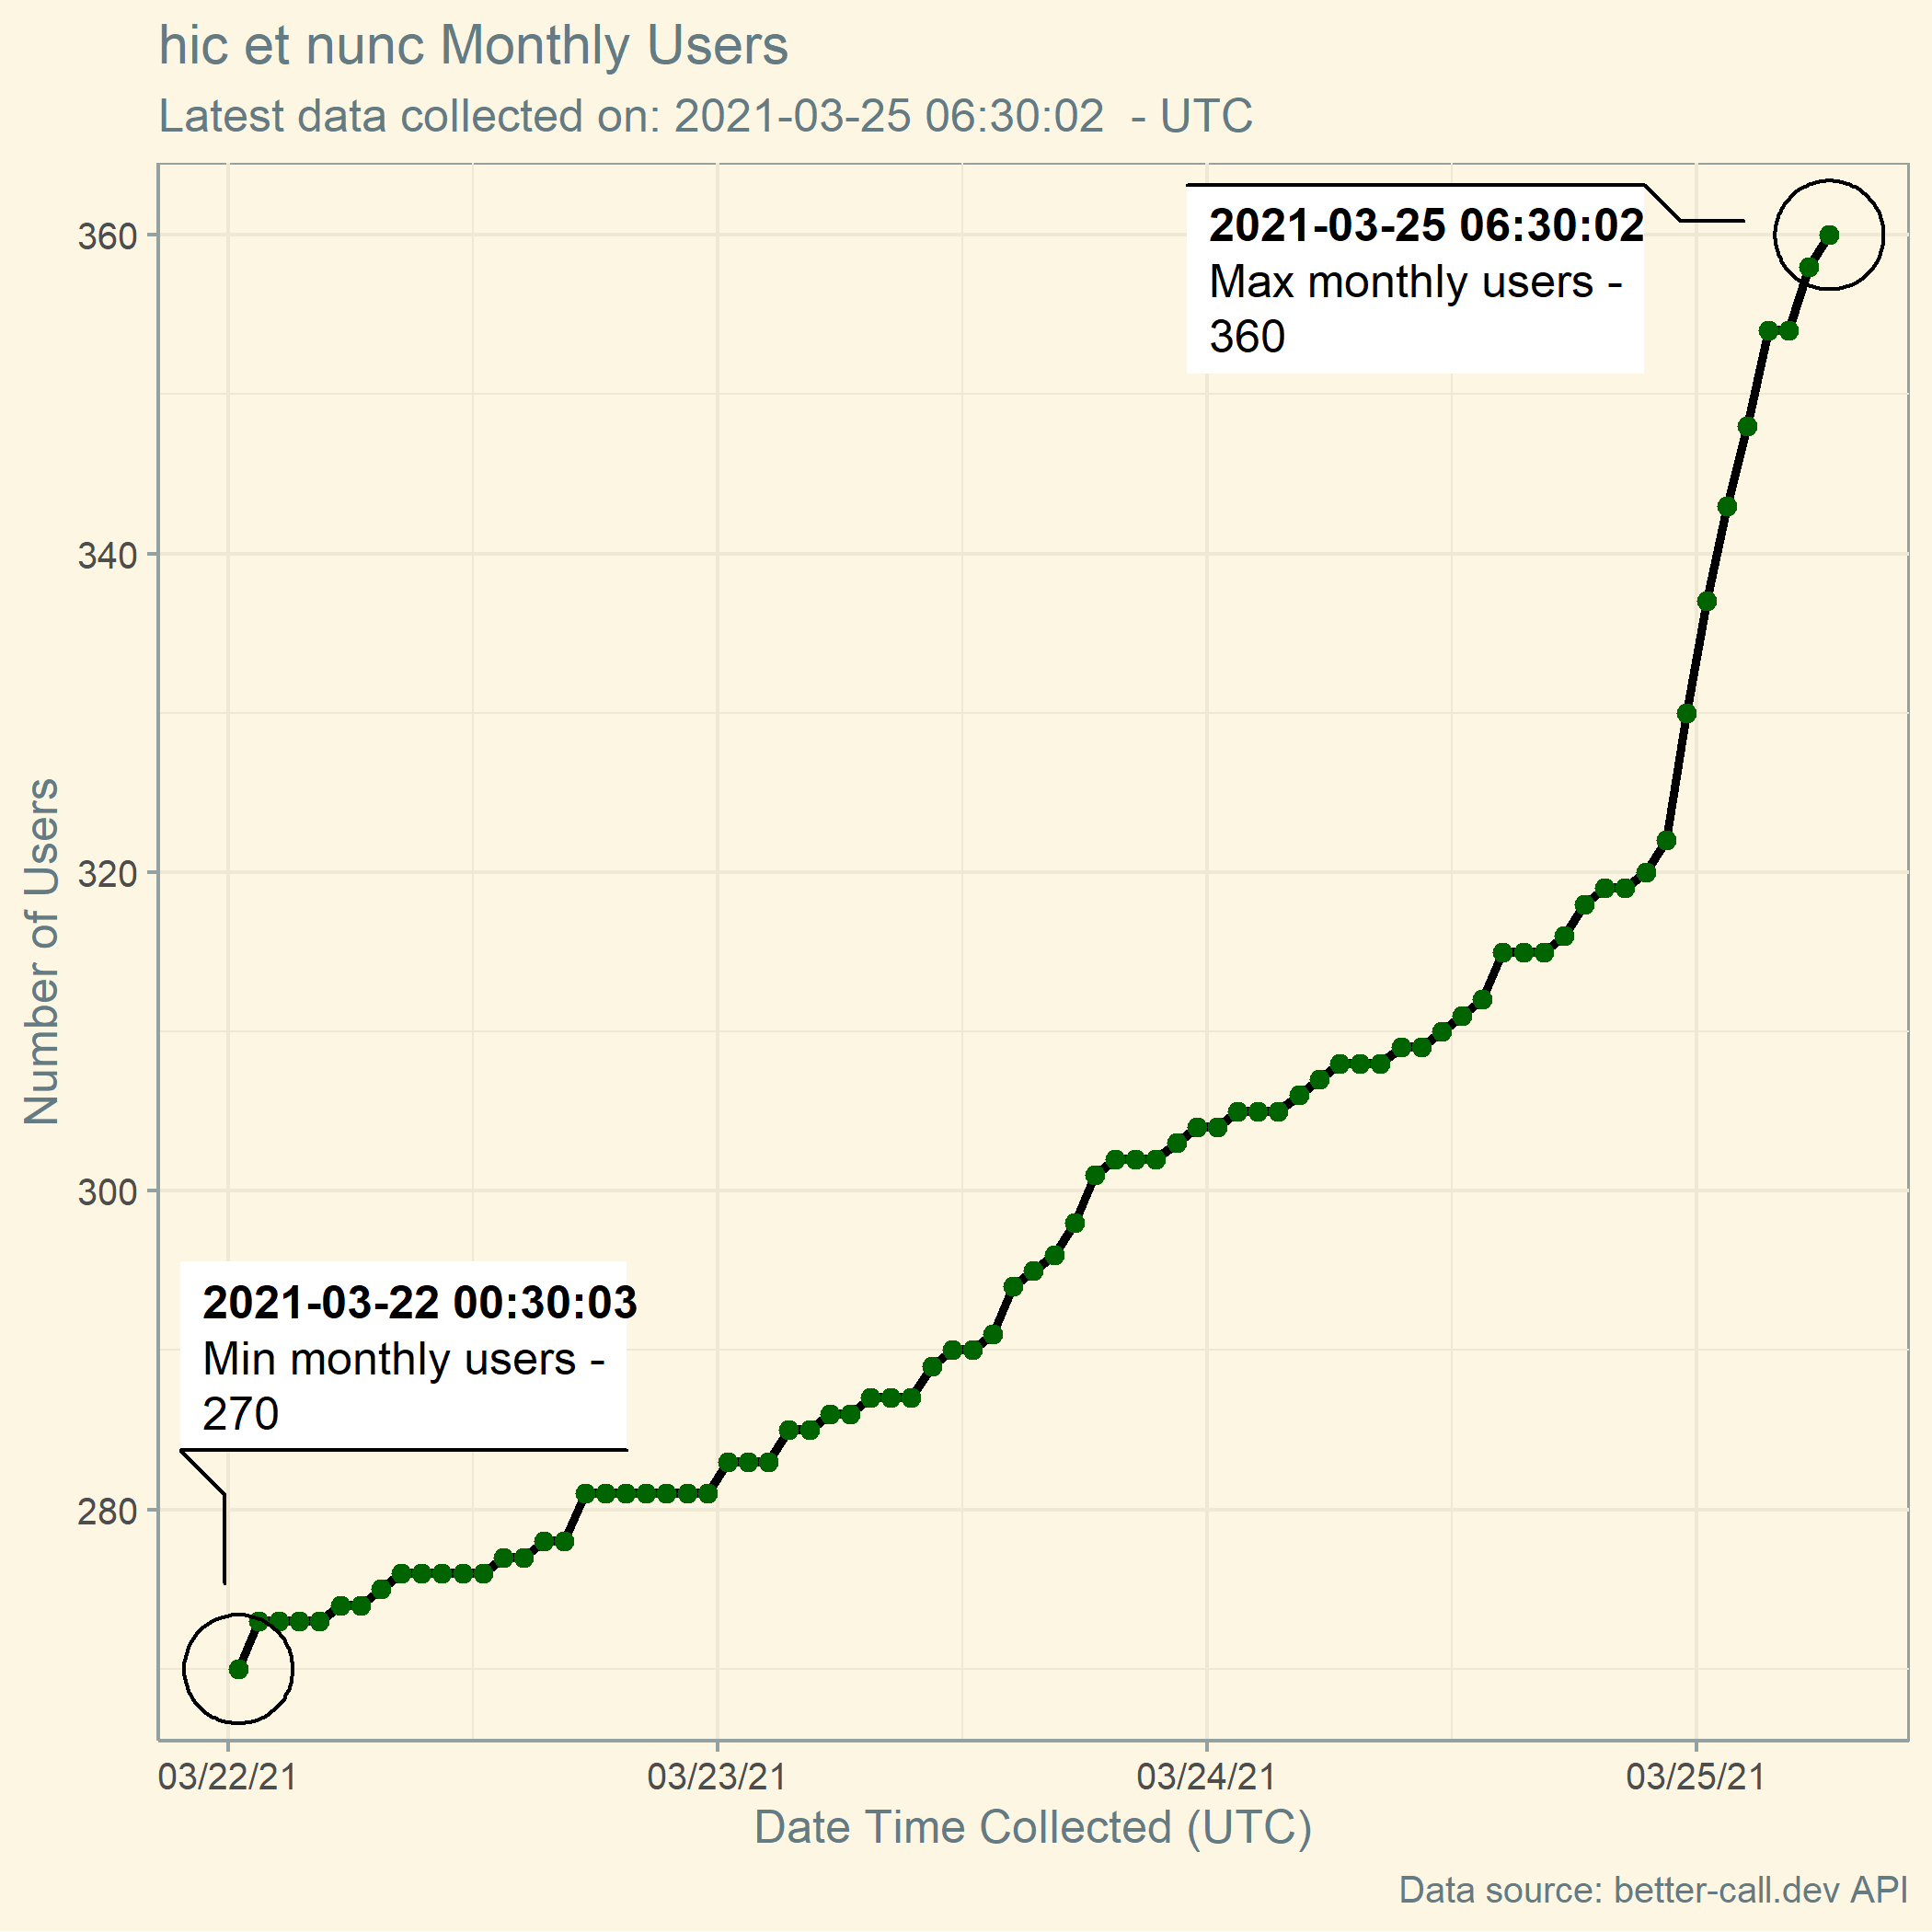 hic et nunc Monthly Users
Latest data collected on: 2021-03-25 06:30:02  - UTC
2021-03-25 06:30:02
Max monthly users -
360
360
340
320
300
280
Number of Users
2021-03-22 00:30:03
Min monthly users -
270
03/22/21
03/23/21
03/24/21
03/25/21
Date Time Collected (UTC)
Data source: better-call.dev API